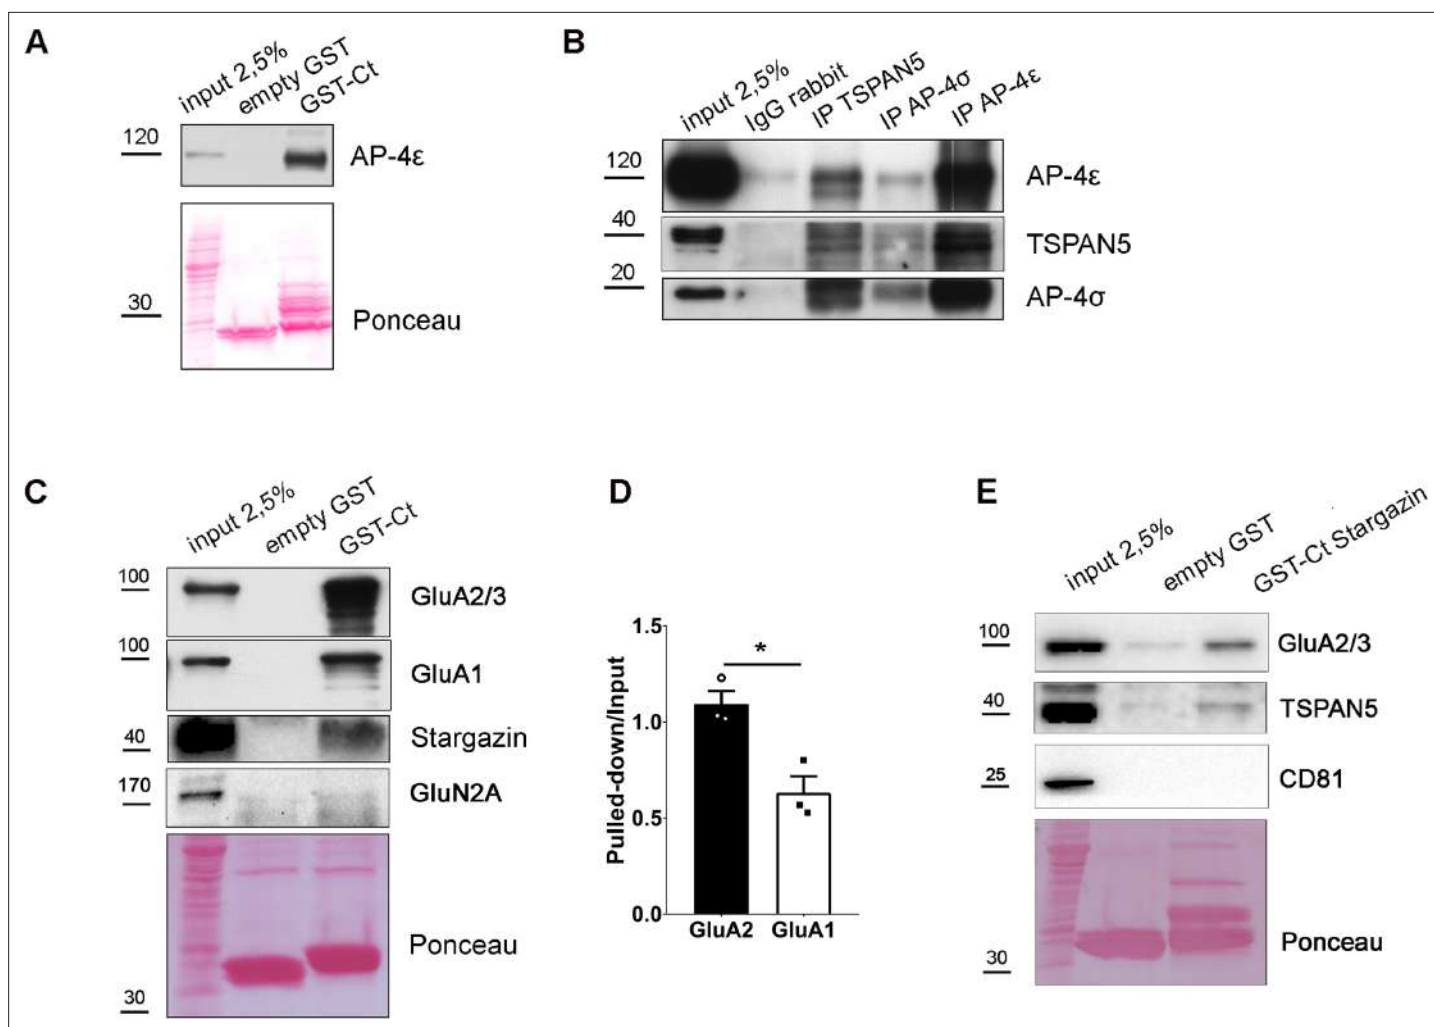 A
input 2,5%
empty GST
GST-Ct
120
AP-4ε
30
Ponceau
B
input 2,5%
IgG rabbit
IP TSPAN5
IP AP-4σ
IP AP-4ε
120
AP-4ε
40
TSPAN5
20
AP-4σ
C
input 2,5%
empty GST
GST-Ct
100
GluA2/3
100
GluA1
40
Stargazin
170
GluN2A
Ponceau
30
D
Pulled-down/Input
1.5
1.0
0.5
0.0
*
GluA2 GluA1
E
input 2,5%
empty GST
GST-Ct Stargazin
100
GluA2/3
40
TSPAN5
25
CD81
Ponceau
30